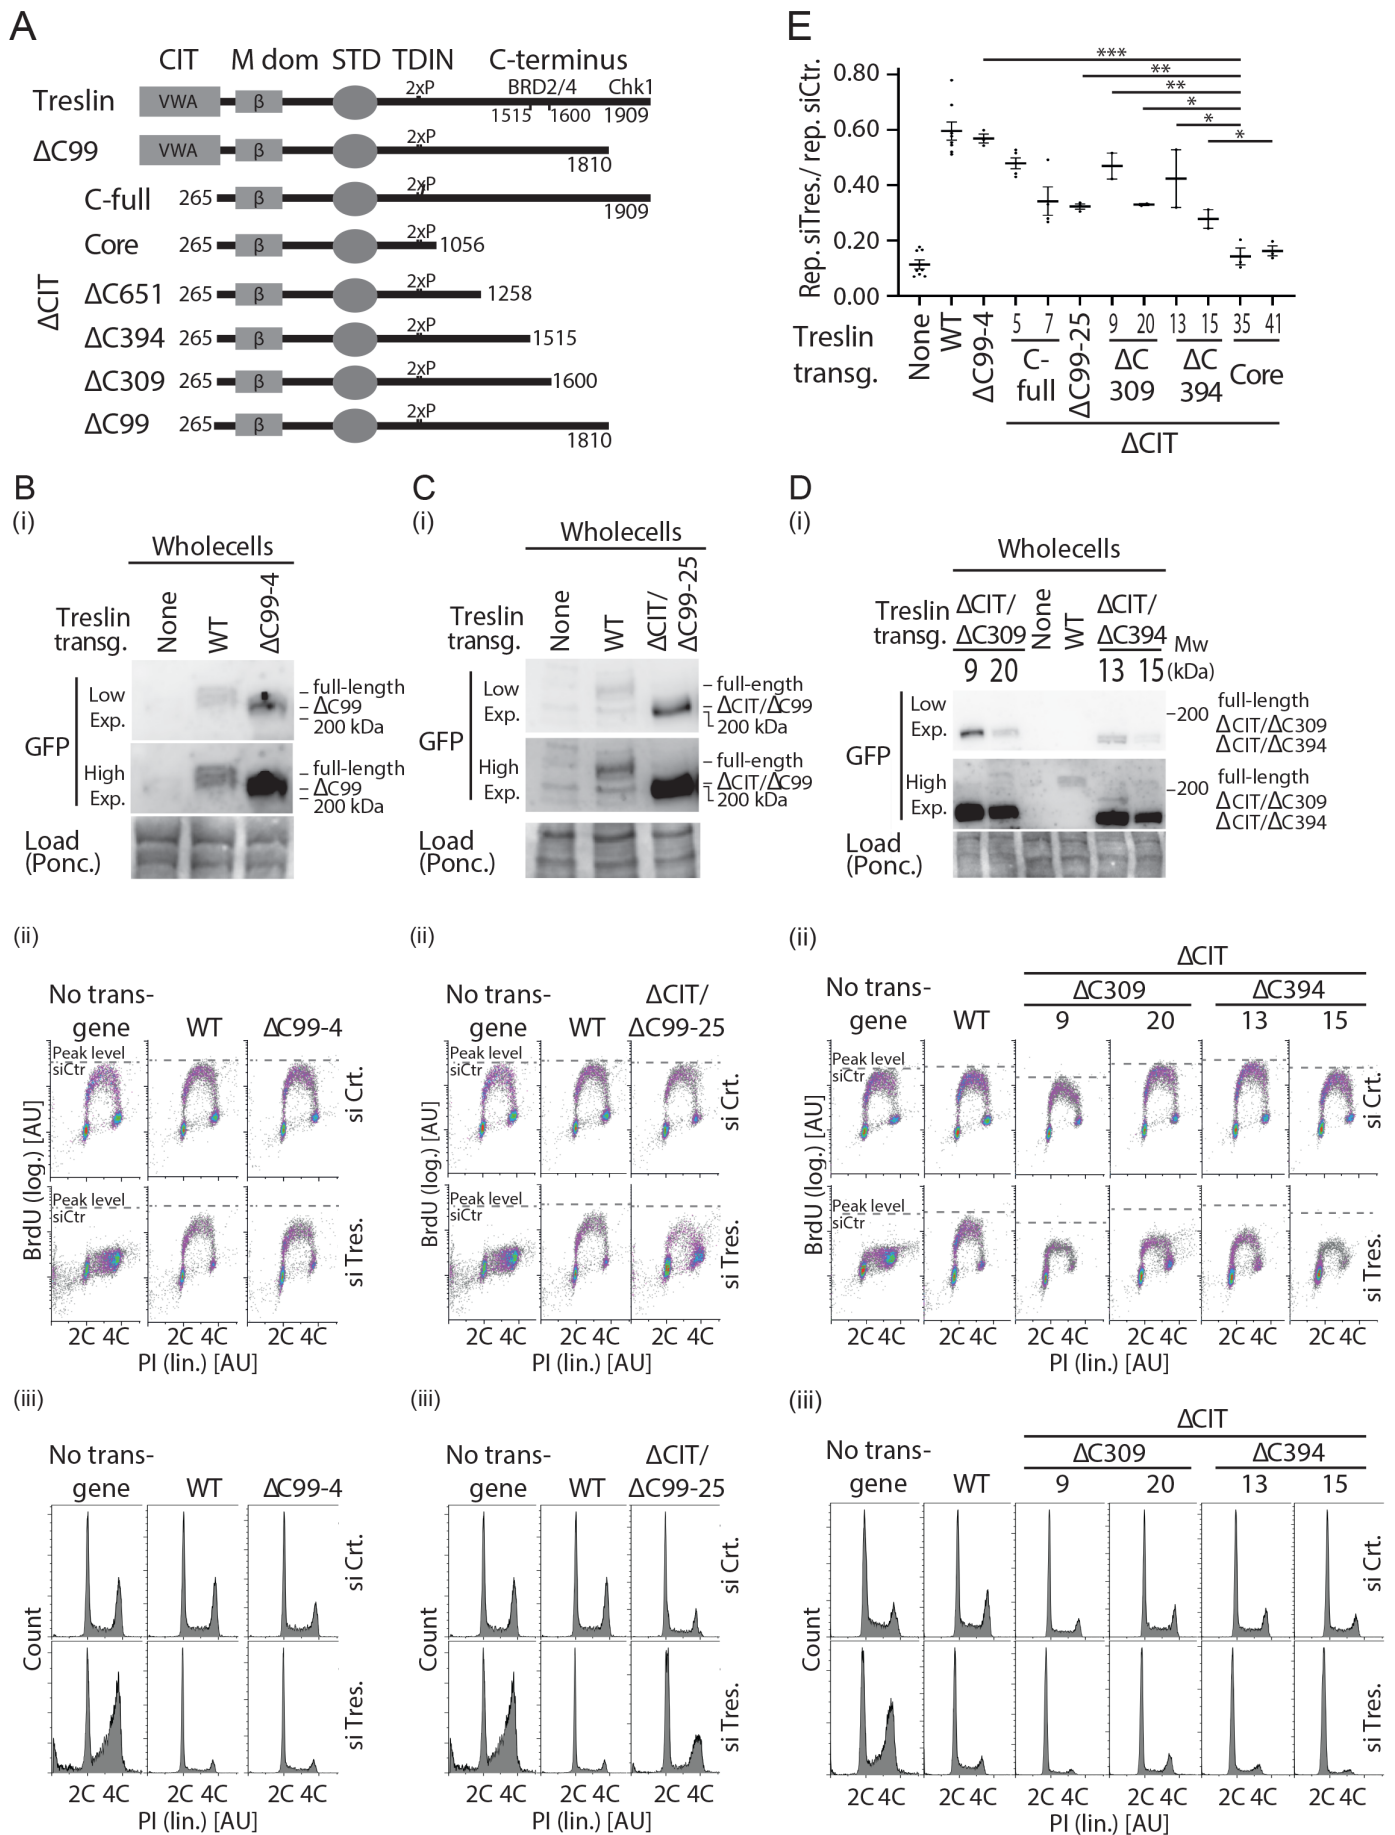 A
CIT M dom STD TDIN C-terminus
Treslin VWA β 2xP BRD2/4 Chk1
1515 1600 1909
ΔC99 VWA β 2xP
1810
ΔCIT
C-full 265 β 2xP
1909
Core 265 β 2xP 1056
ΔC651 265 β 2xP 1258
ΔC394 265 β 2xP 1515
ΔC309 265 β 2xP 1600
ΔC99 265 β 2xP
1810
E
Rep. siTres./ rep. siCtr.
0.80
0.60
0.40
0.20
0.00
***
**
**
*
*
*
Treslin
transg.
None WT ΔC99-4 5 7 ΔC99-25 9 20 13 15 35 41
C-
full
ΔC
309
ΔC
394
Core
ΔCIT
B
(i)
Wholecells
Treslin
transg.
None WT ΔC99-4
GFP
Low
Exp.
full-length
ΔC99
200 kDa
High
Exp.
full-length
ΔC99
200 kDa
Load
(Ponc.)
(ii)
No trans-
gene WT ΔC99-4
Peak level
siCtr
si Crt.
Peak level
siCtr
si Tres.
BrdU (log.) [AU]
2C 4C 2C 4C 2C 4C
PI (lin.) [AU]
(iii)
No trans-
gene WT ΔC99-4
si Crt.
Count
si Tres.
2C 4C 2C 4C 2C 4C
PI (lin.) [AU]
C
(i)
Wholecells
Treslin
transg.
None WT ΔCIT/
ΔC99-25
GFP
Low
Exp.
full-ength
ΔCIT/ΔC99
200 kDa
High
Exp.
full-length
ΔCIT/ΔC99
200 kDa
Load
(Ponc.)
(ii)
No trans-
gene WT ΔCIT/
ΔC99-25
Peak level
siCtr
si Crt.
Peak level
siCtr
si Tres.
BrdU (log.) [AU]
2C 4C 2C 4C 2C 4C
PI (lin.) [AU]
(iii)
No trans-
gene WT ΔCIT/
ΔC99-25
si Crt.
Count
si Tres.
2C 4C 2C 4C 2C 4C
PI (lin.) [AU]
D
(i)
Wholecells
Treslin
transg.
ΔCIT/
ΔC309
None WT ΔCIT/
ΔC394
9 20 13 15
Mw
(kDa)
GFP
Low
Exp.
200
full-length
ΔCIT/ΔC309
ΔCIT/ΔC394
High
Exp.
200
full-length
ΔCIT/ΔC309
ΔCIT/ΔC394
Load
(Ponc.)
(ii)
ΔCIT
No trans-
gene WT ΔC309 ΔC394
9 20 13 15
Peak level
siCtr
si Crt.
Peak level
siCtr
si Tres.
BrdU (log.) [AU]
2C 4C 2C 4C 2C 4C 2C 4C 2C 4C 2C 4C
PI (lin.) [AU]
(iii)
ΔCIT
No trans-
gene WT ΔC309 ΔC394
9 20 13 15
si Crt.
Count
si Tres.
2C 4C 2C 4C 2C 4C 2C 4C 2C 4C 2C 4C
PI (lin.) [AU]